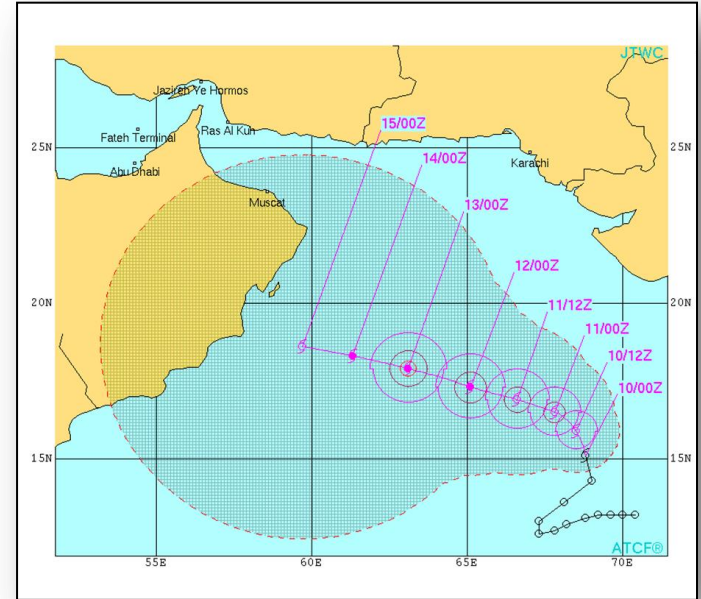 JTWC
Jazireh Ye Hormos
15/00Z
Fateh Terminal
Ras Al Kuh
25N
25N
14/00Z
Karachi
Abu Dhabi
Muscat
13/00Z
12/00Z
20N
20N
11/12Z
11/00Z
10/12Z
10/00Z
15N
15N
ATCF®
55E
60E
65E
70E